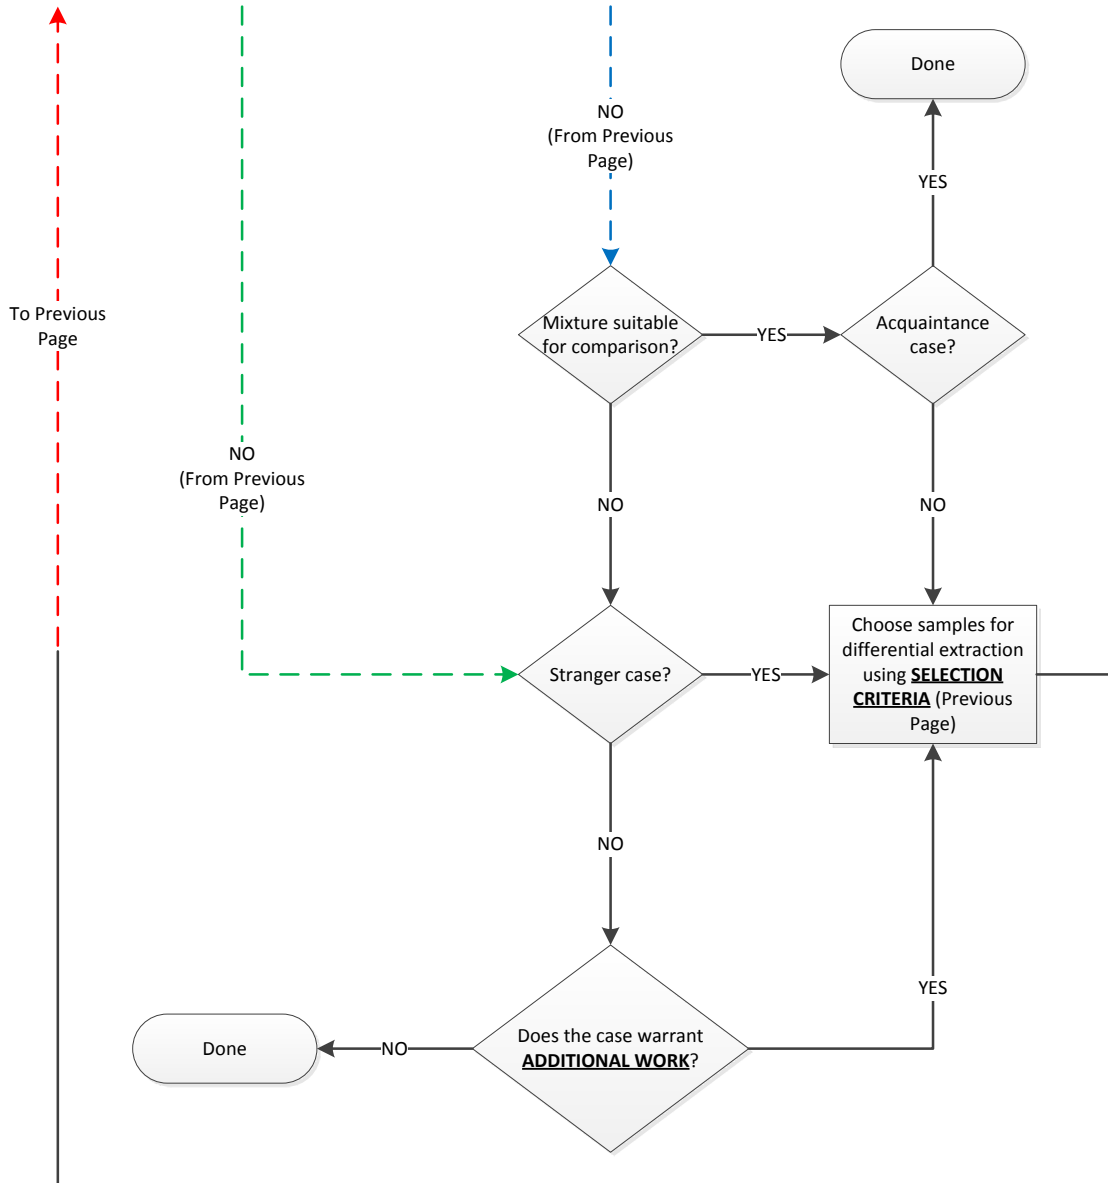 Done
NO
(From Previous
Page)
YES
To Previous
Page
Mixture suitable
for comparison?
YES
Acquaintance
case?
NO
(From Previous
Page)
NO
NO
Stranger case?
YES
Choose samples for
differential extraction
using SELECTION
CRITERIA (Previous
Page)
NO
YES
Done
NO
Does the case warrant
ADDITIONAL WORK?